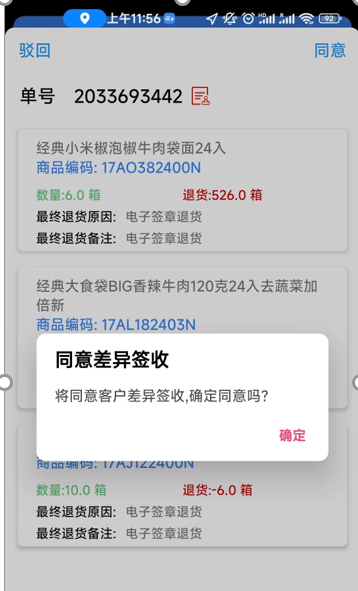 上午11:56
HD
92
驳回
同意
单号 2033693442
经典小米椒泡椒牛肉袋面24入
商品编码: 17AO382400N
数量:6.0 箱
退货:526.0 箱
最终退货原因: 电子签章退货
最终退货备注: 电子签章退货
经典大食袋BIG香辣牛肉120克24入去蔬菜加
倍新
商品编码: 17AL182403N
同意差异签收
将同意客户差异签收,确定同意吗?
确定
商品编码: 17AJ122400N
数量:10.0 箱
退货:-6.0 箱
最终退货原因: 电子签章退货
最终退货备注: 电子签章退货